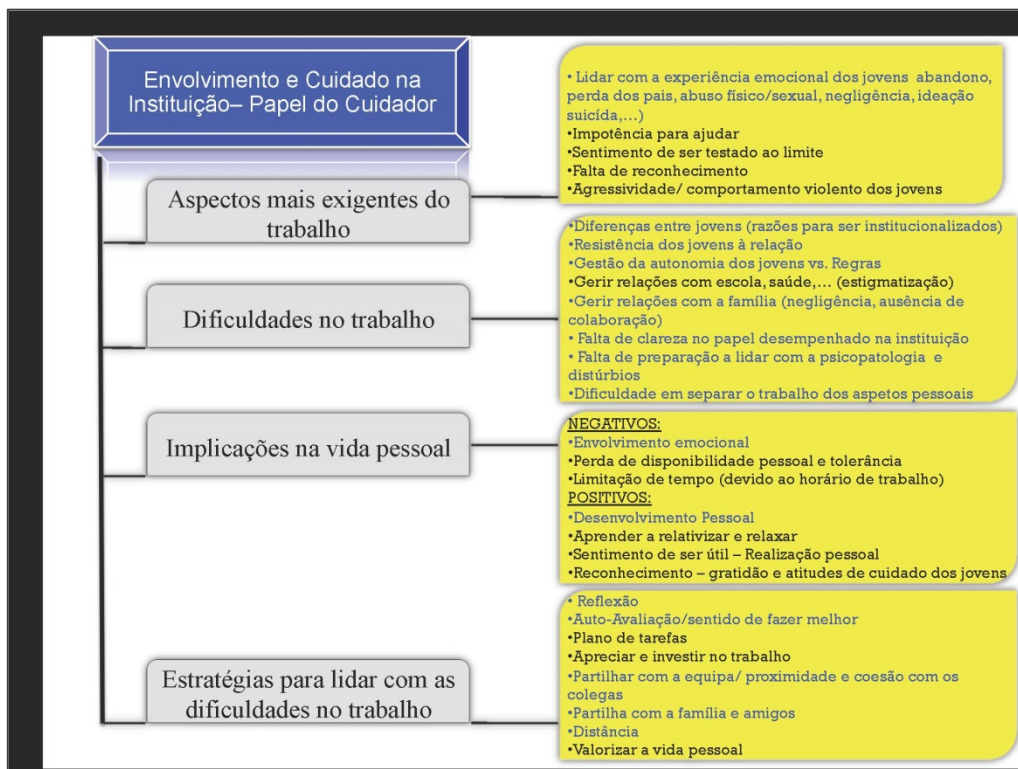 Envolvimento e Cuidado na
Instituição– Papel do Cuidador
Aspectos mais exigentes do
trabalho
• Lidar com a experiência emocional dos jovens abandono,
perda dos pais, abuso físico/sexual, negligência, ideação
suicída,…)
•Impotência para ajudar
•Sentimento de ser testado ao limite
•Falta de reconhecimento
•Agressividade/ comportamento violento dos jovens
Dificuldades no trabalho
•Diferenças entre jovens (razões para ser institucionalizados)
•Resistência dos jovens à relação
•Gestão da autonomia dos jovens vs. Regras
•Gerir relações com escola, saúde,… (estigmatização)
•Gerir relações com a família (negligência, ausência de
colaboração)
• Falta de clareza no papel desempenhado na instituição
• Falta de preparação a lidar com a psicopatologia e
distúrbios
•Dificuldade em separar o trabalho dos aspetos pessoais
Implicações na vida pessoal
NEGATIVOS:
•Envolvimento emocional
•Perda de disponibilidade pessoal e tolerância
•Limitação de tempo (devido ao horário de trabalho)
POSITIVOS:
•Desenvolvimento Pessoal
•Aprender a relativizar e relaxar
•Sentimento de ser útil – Realização pessoal
•Reconhecimento – gratidão e atitudes de cuidado dos jovens
Estratégias para lidar com as
dificuldades no trabalho
• Reflexão
•Auto-Avaliação/sentido de fazer melhor
•Plano de tarefas
•Apreciar e investir no trabalho
•Partilhar com a equipa/ proximidade e coesão com os
colegas
•Partilha com a família e amigos
•Distância
•Valorizar a vida pessoal